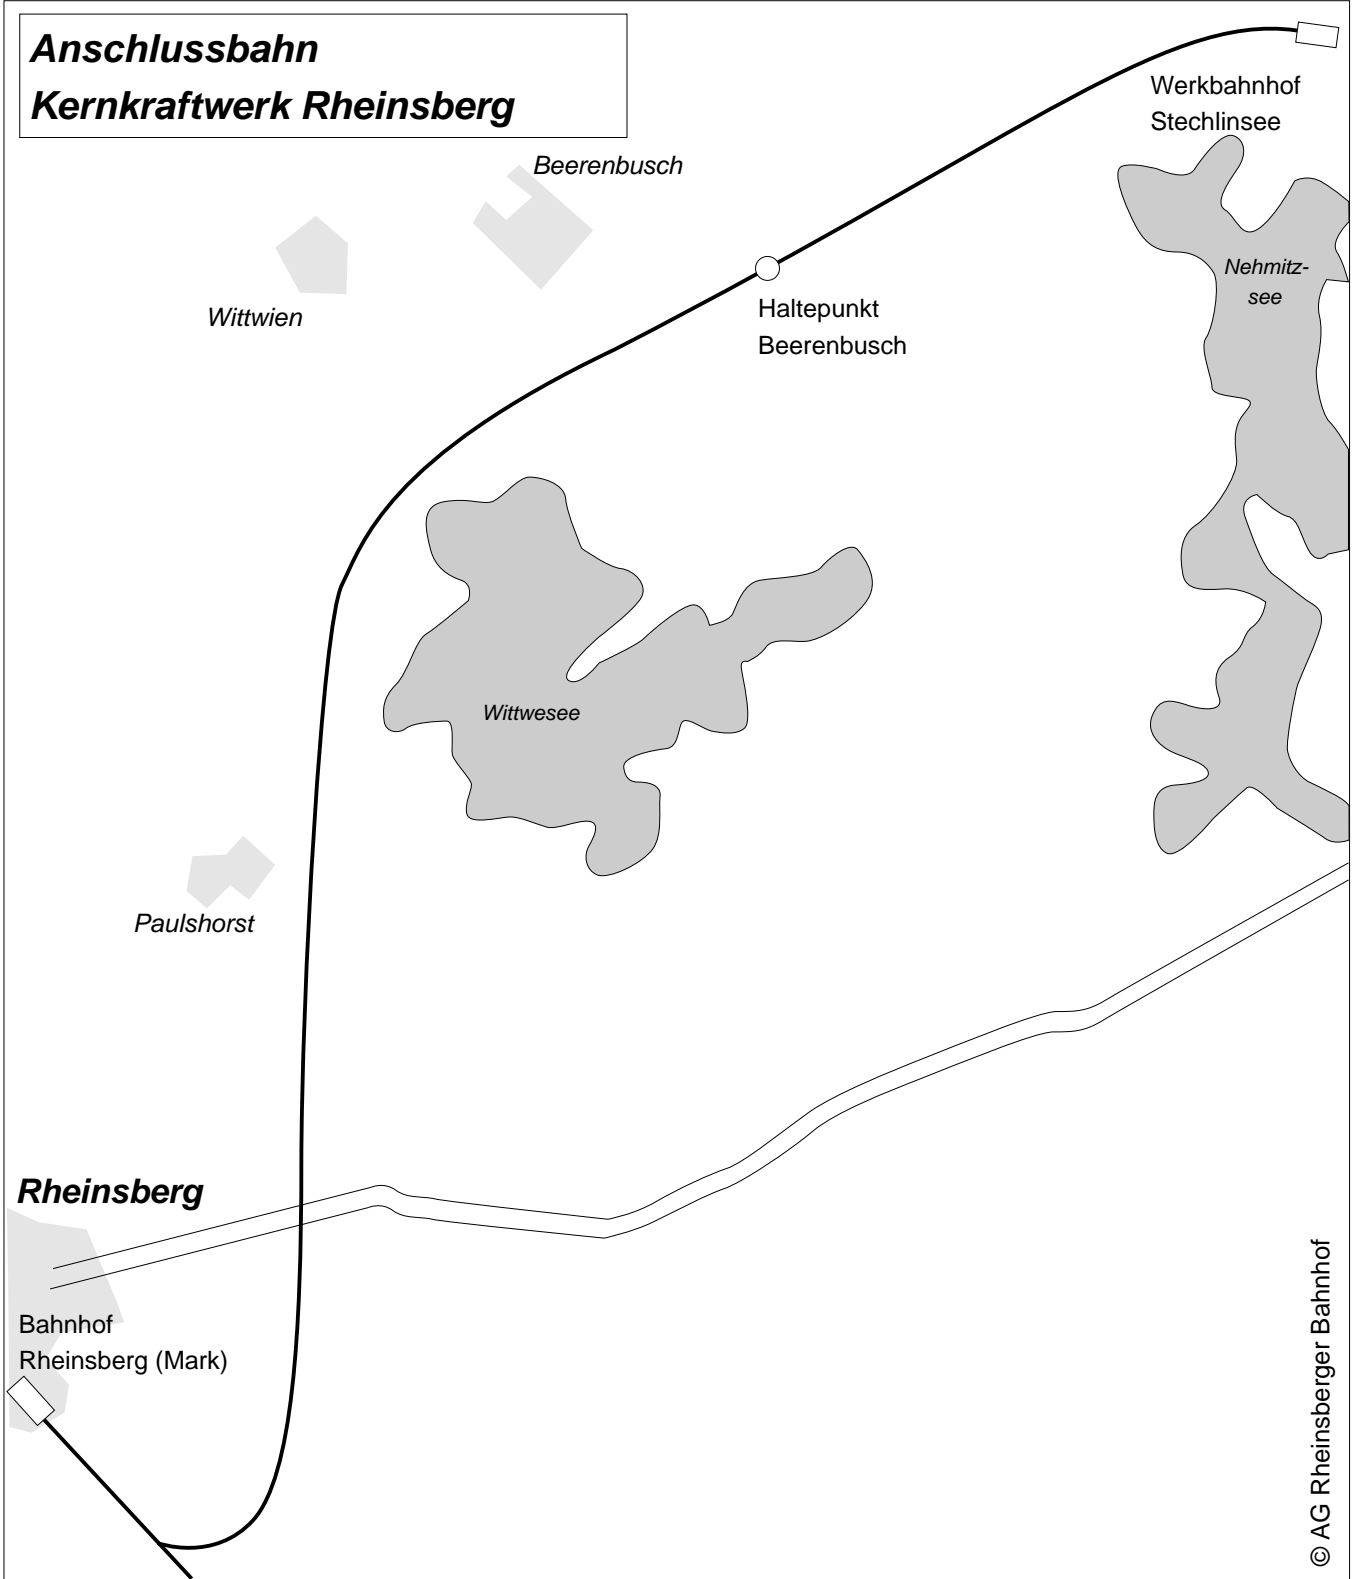 Anschlussbahn
Kernkraftwerk Rheinsberg
Werkbahnhof
Stechlinsee
Beerenbusch
Nehmitz-
see
Wittwien
Haltepunkt
Beerenbusch
Wittwesee
Paulshorst
Rheinsberg
Bahnhof
Rheinsberg (Mark)
© AG Rheinsberger Bahnhof